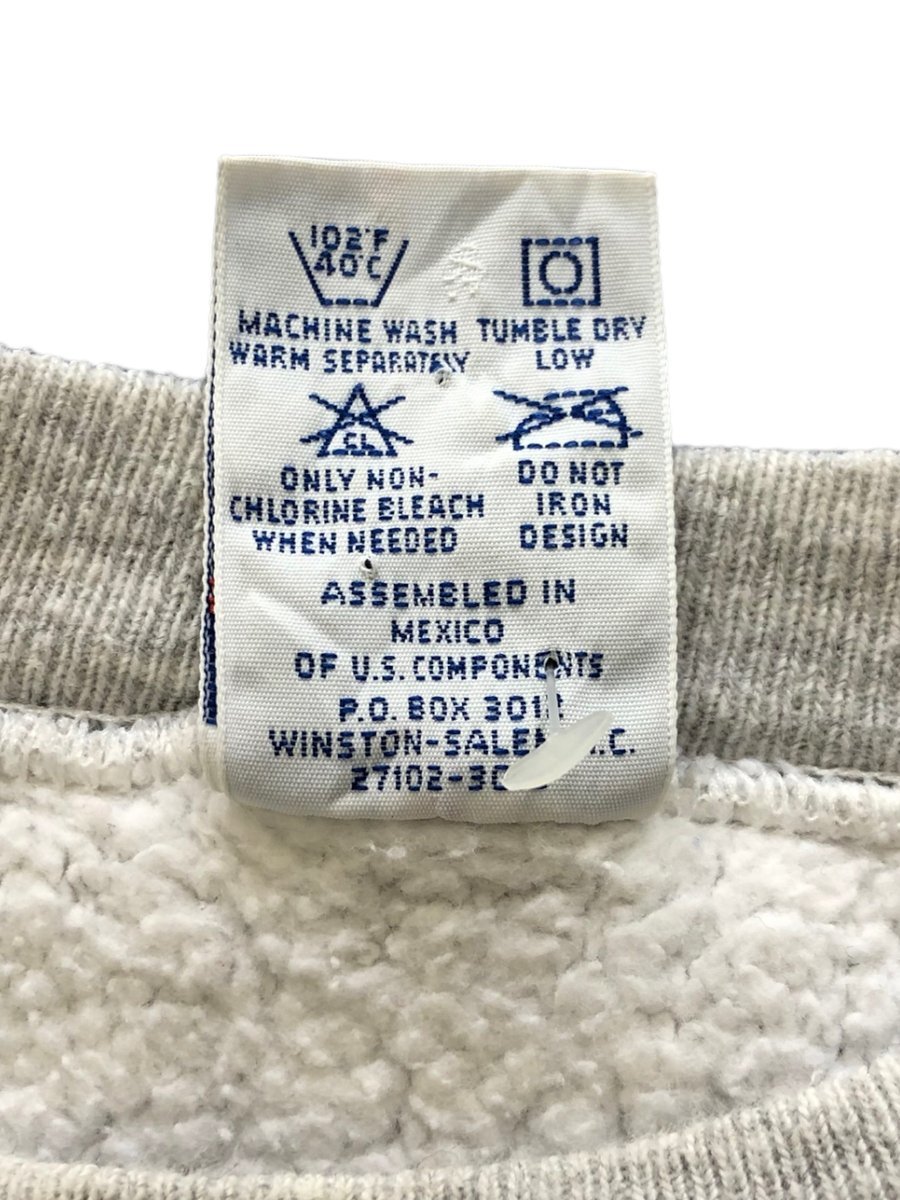 102°F
40°C
MACHINE WASH
WARM SEPARATELY
TUMBLE DRY
LOW
CL
ONLY NON-
CHLORINE BLEACH
WHEN NEEDED
DO NOT
IRON
DESIGN
ASSEMBLED IN
MEXICO
OF U.S. COMPONENTS
P.O. BOX
WINSTON-SALEM